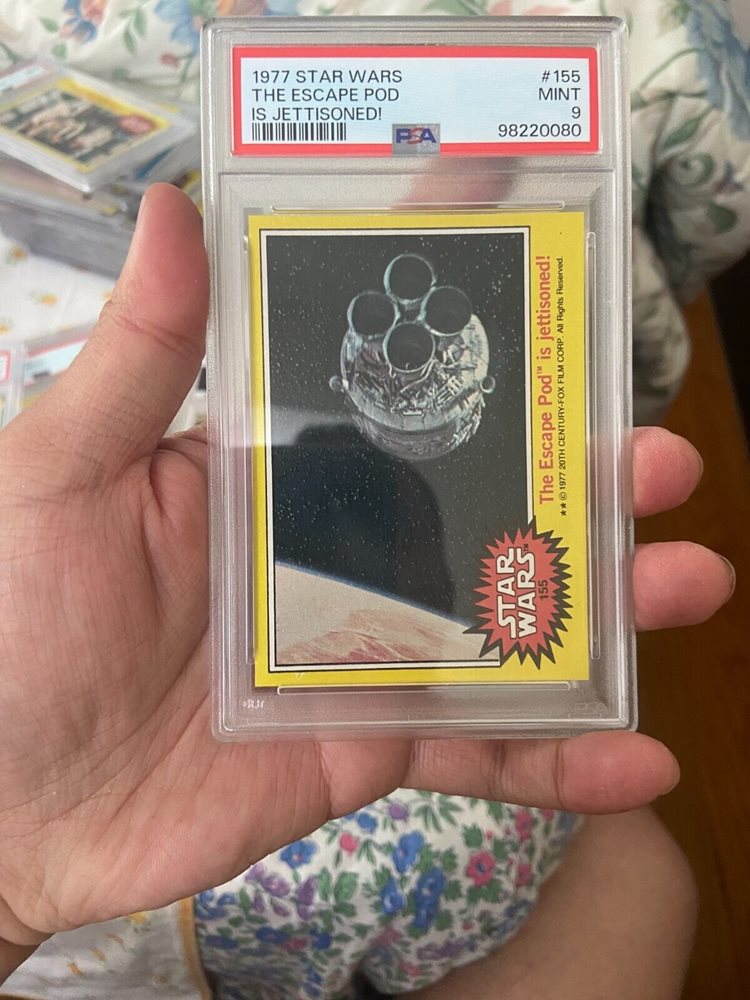 1977 STAR WARS #155
THE ESCAPE POD MINT
IS JETTISONED! 9
PSA 98220080
The Escape Pod™ is jettisoned!
★★ © 1977 20TH CENTURY-FOX FILM CORP. All Rights Reserved.
STAR
WARS™
155